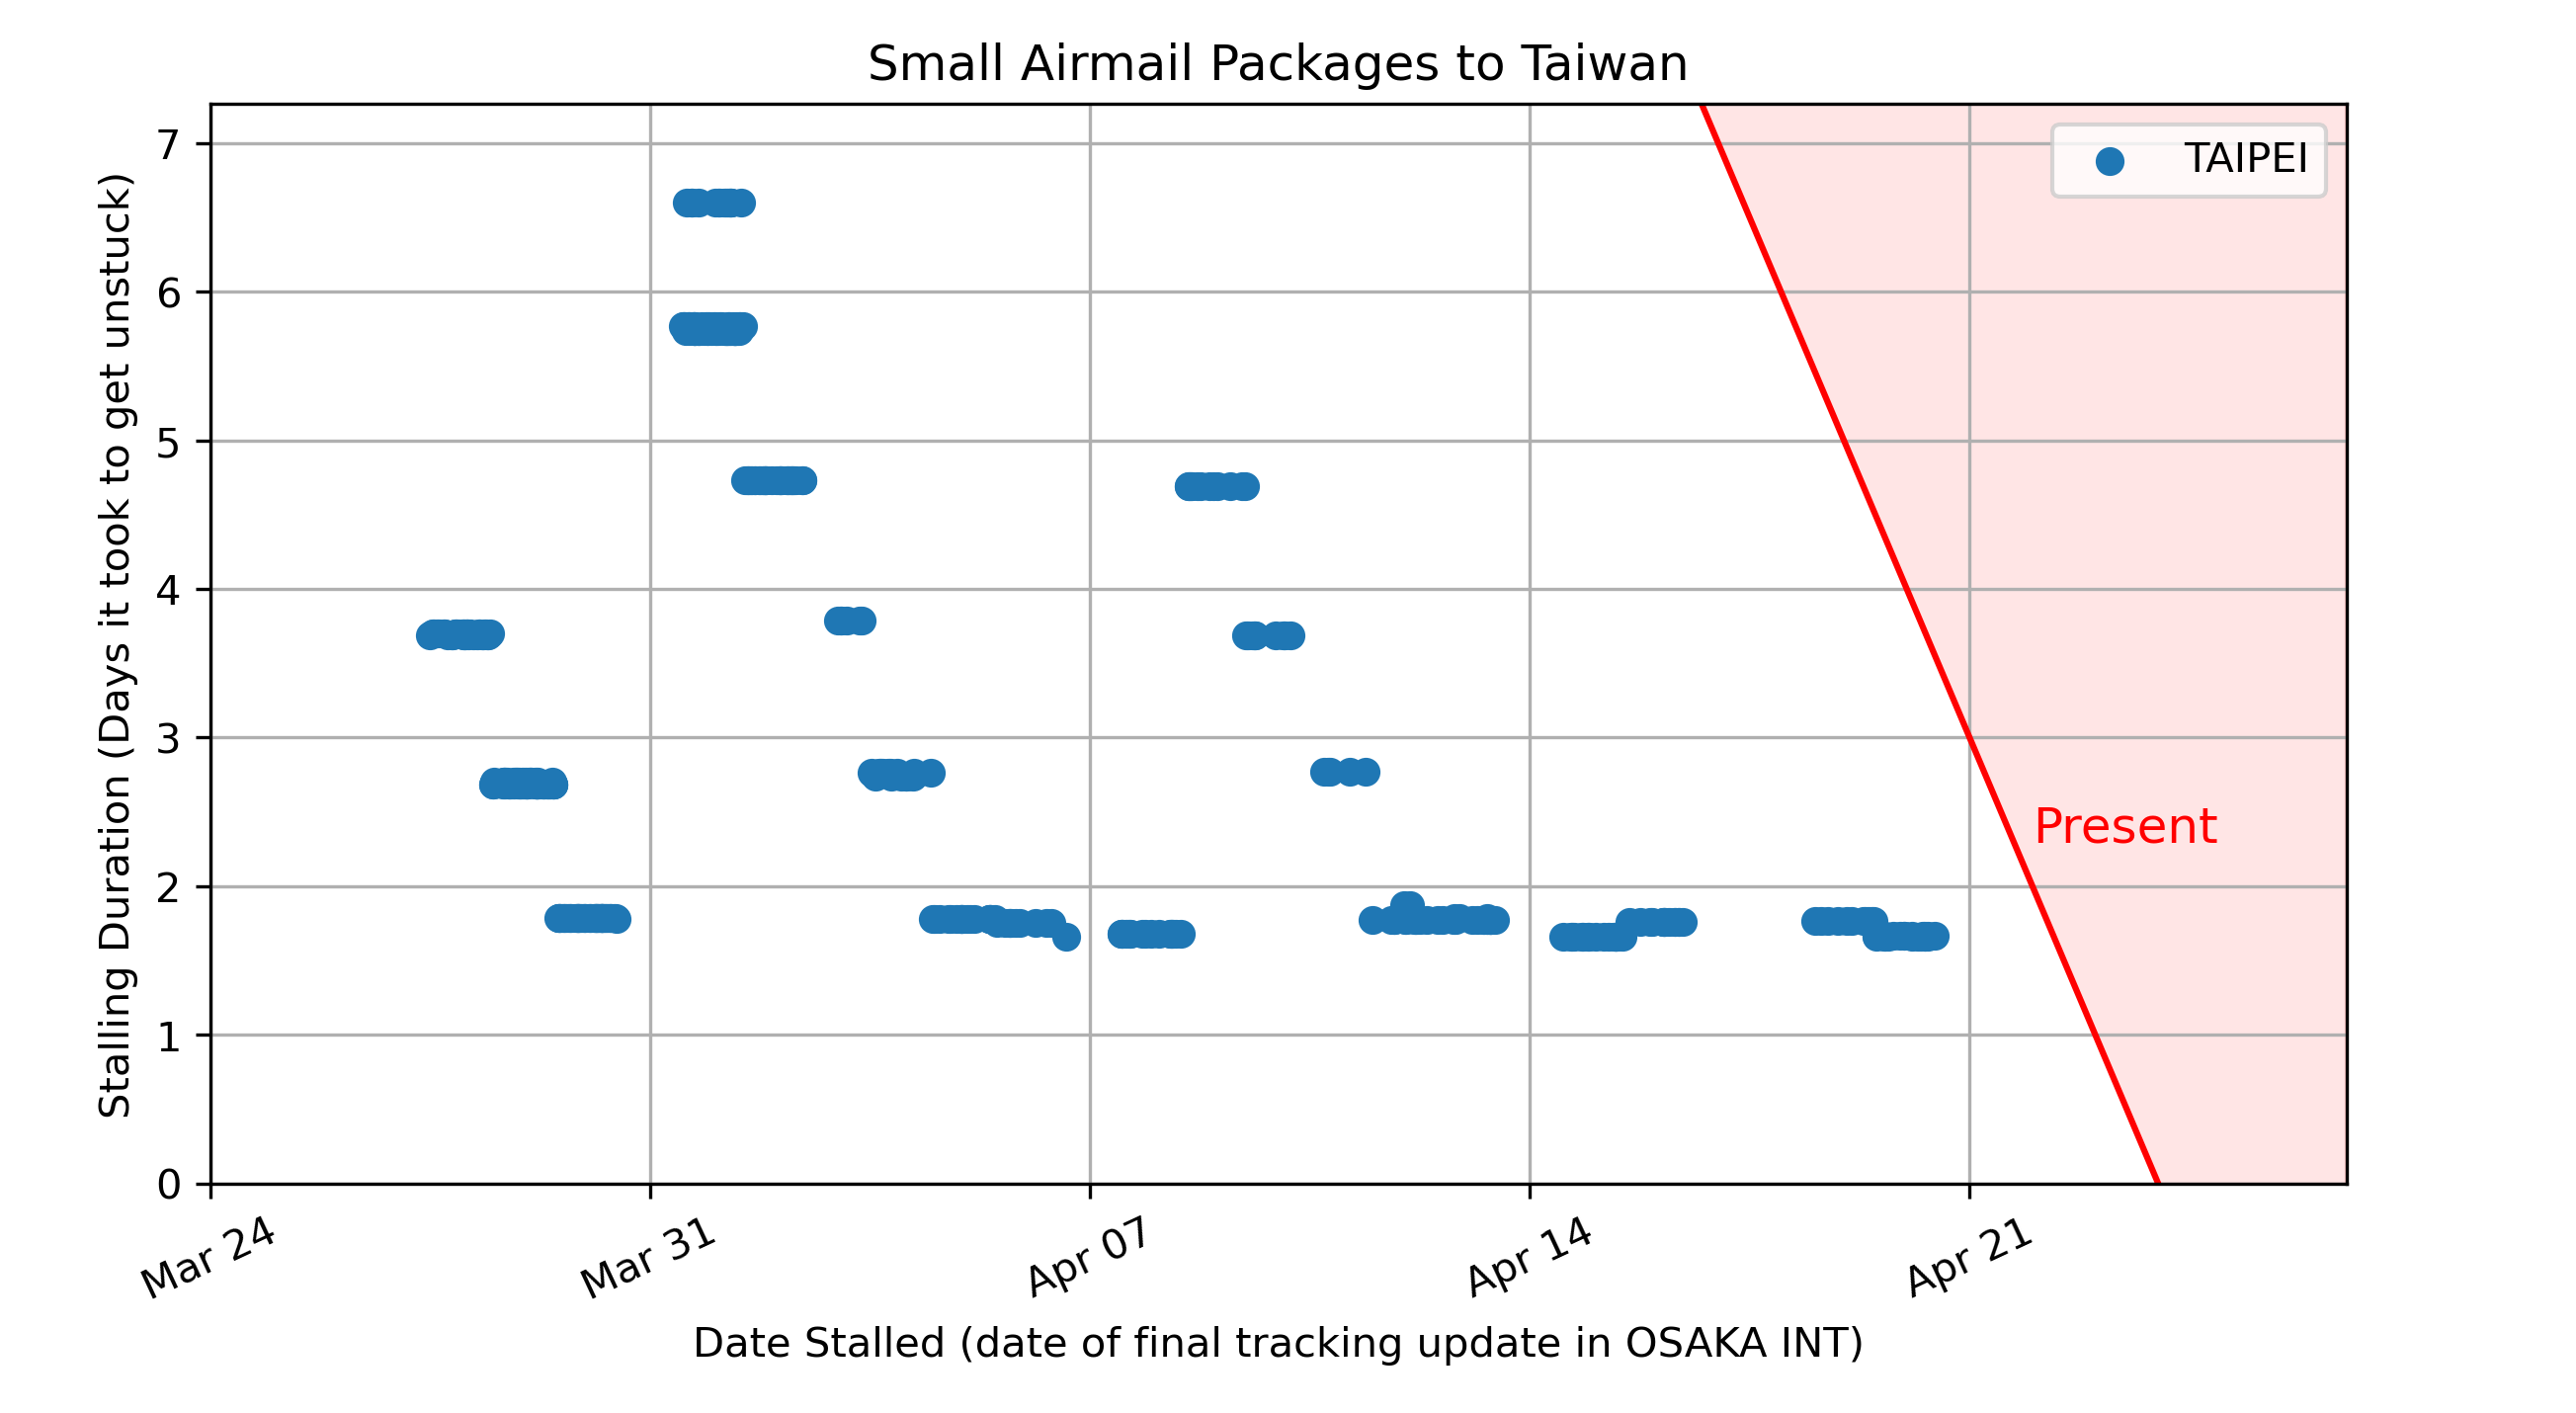 Small Airmail Packages to Taiwan
TAIPEI
Stalling Duration (Days it took to get unstuck)
7
6
5
4
3
2
1
0
Present
Mar 24
Mar 31
Apr 07
Apr 14
Apr 21
Date Stalled (date of final tracking update in OSAKA INT)